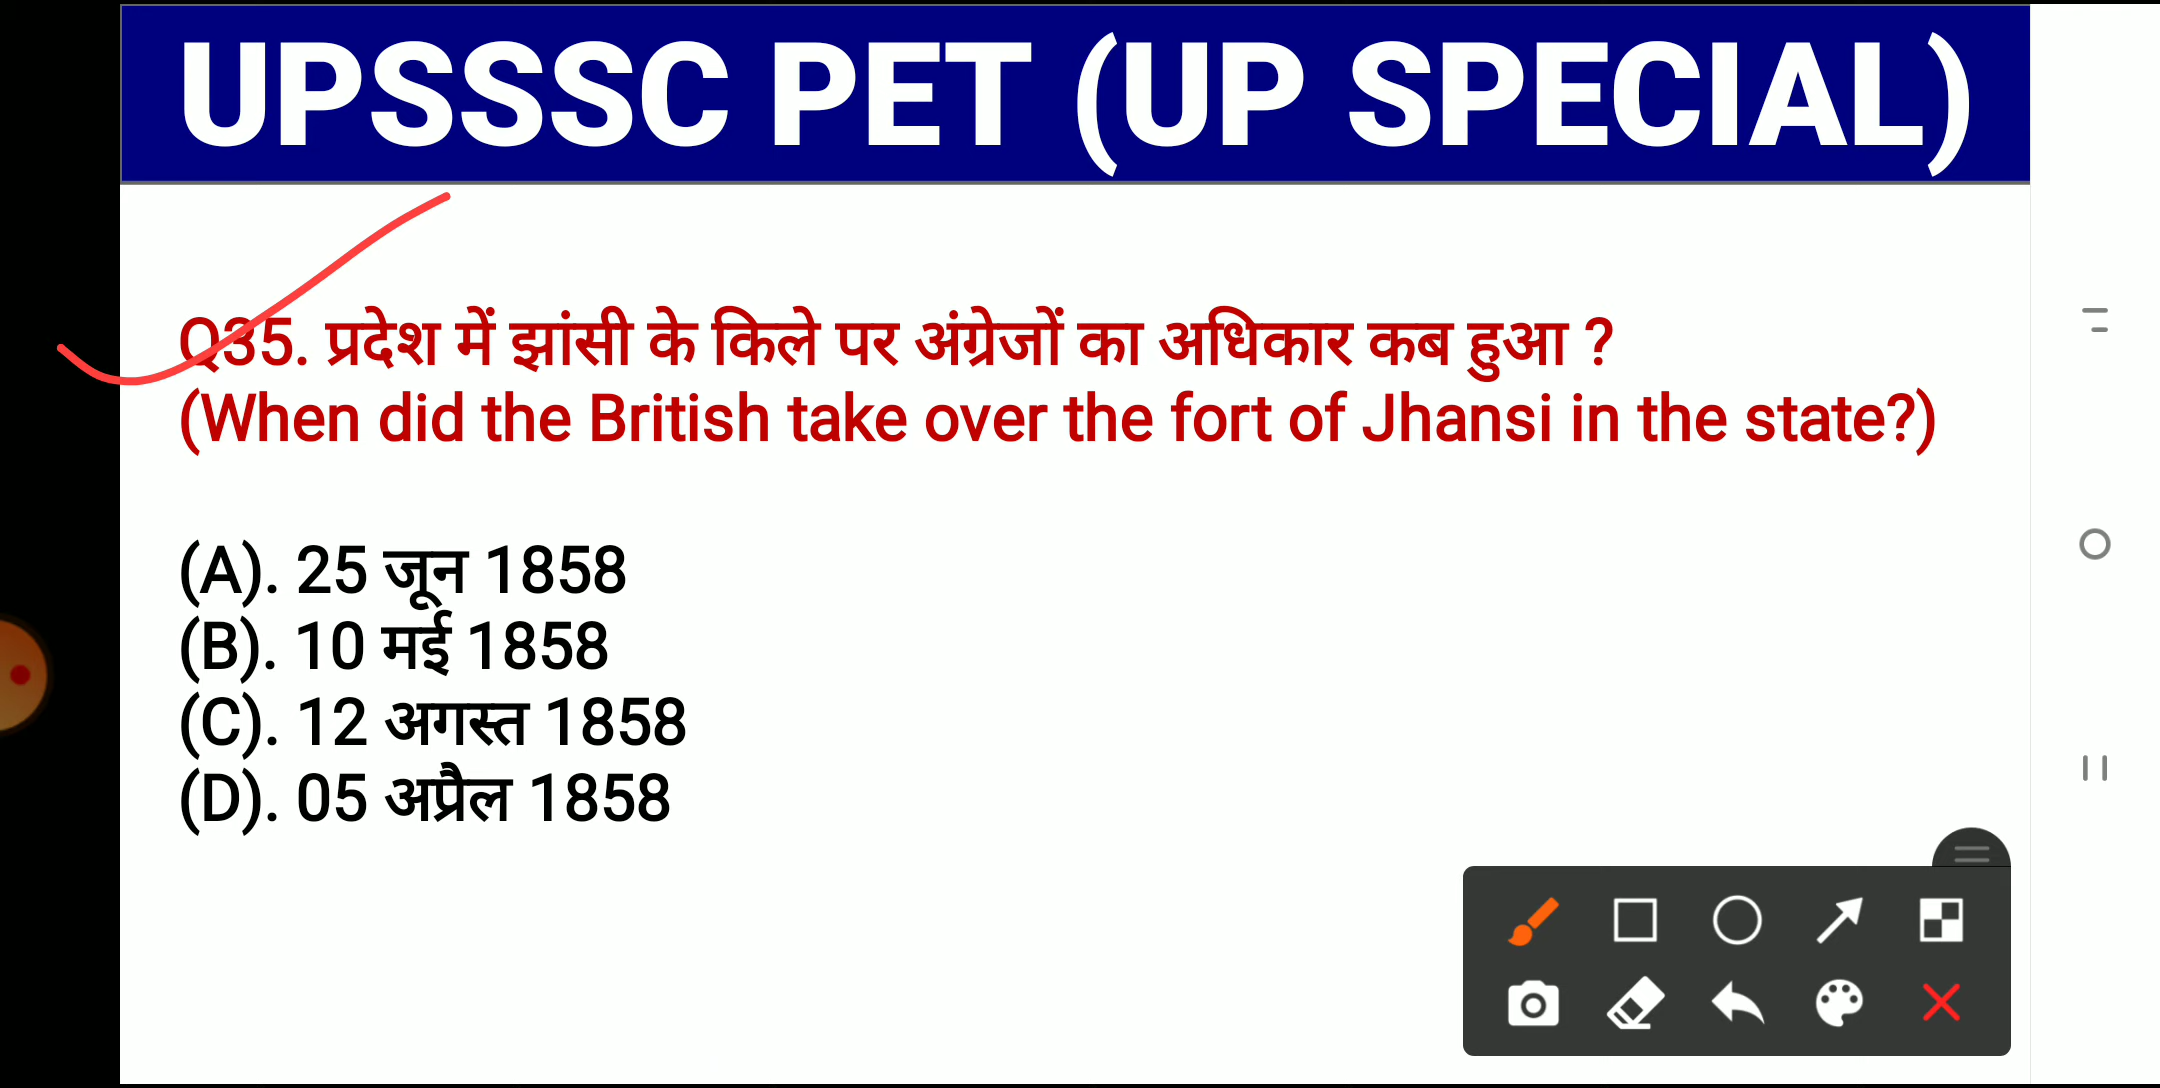 UPSSSC PET (UP SPECIAL)
Q35. प्रदेश में झांसी के किले पर अंग्रेजों का अधिकार कब हुआ ?
(When did the British take over the fort of Jhansi in the state?)
(A). 25 जून 1858
(B). 10 मई 1858
(C). 12 अगस्त 1858
(D). 05 अप्रैल 1858